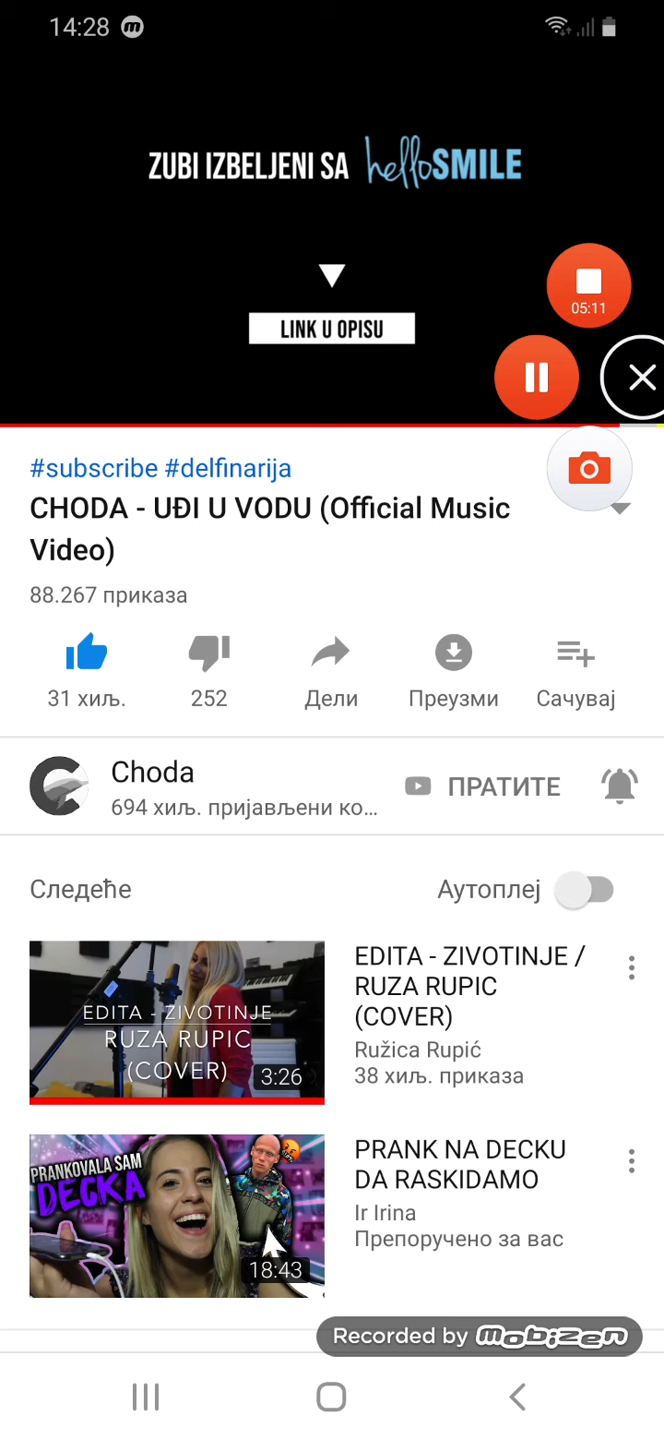 14:28 m
ZUBI IZBELJENI SA helloSMILE
LINK U OPISU
05:11
#subscribe #delfinarija
CHODA - UĐI U VODU (Official Music
Video)
88.267 приказа
31 хиљ.
252
Дели
Преузми
Сачувај
Choda
694 хиљ. пријављени ко...
ПРАТИТЕ
Следеће
Аутоплеј
EDITA - ZIVOTINJE
RUZA RUPIC
(COVER)
3:26
EDITA - ZIVOTINJE /
RUZA RUPIC
(COVER)
Ružica Rupić
38 хиљ. приказа
PRANKOVALA SAM
DEČKA
18:43
PRANK NA DECKU
DA RASKIDAMO
Ir Irina
Препоручено за вас
Recorded by mobizen